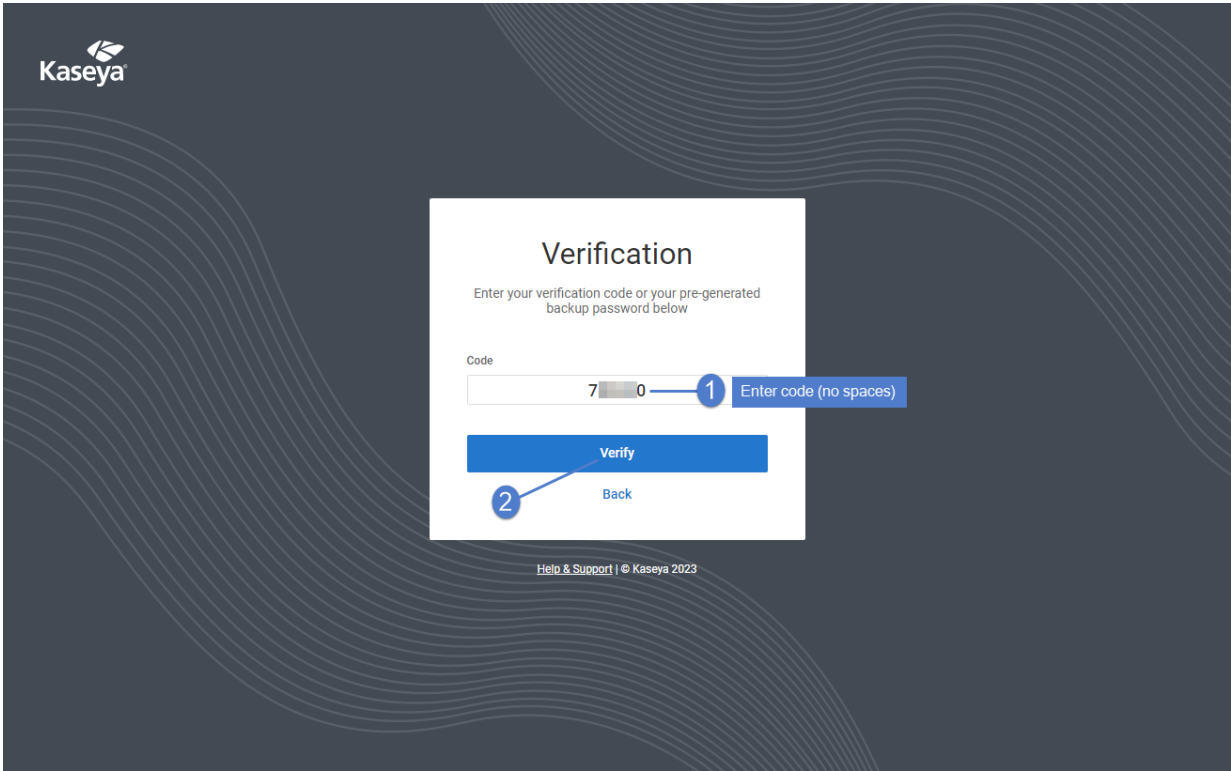 Kaseya
Verification
Enter your verification code or your pre-generated
backup password below
Code
7 0
1
Enter code (no spaces)
Verify
2
Back
Help & Support | © Kaseya 2023